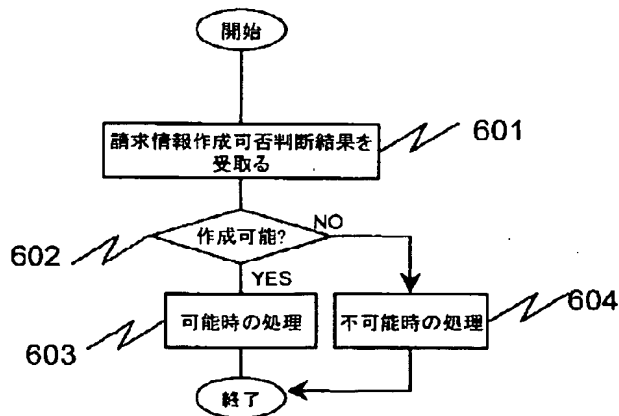 開始
請求情報作成可否判断結果を
受取る
601
作成可能?
NO
602
YES
可能時の処理
603
不可能時の処理
604
終了